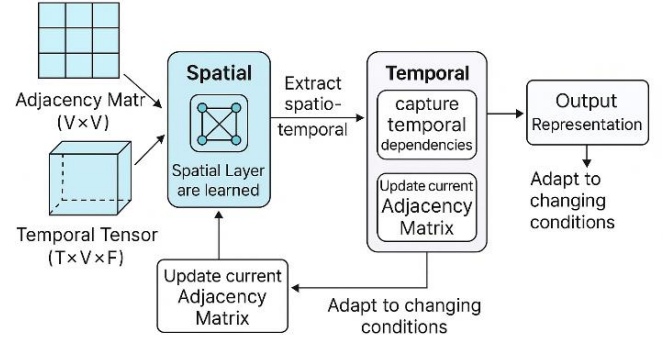 Adjacency Matr
(V×V)
Temporal Tensor
(T×V×F)
Spatial
Spatial Layer
are learned
Extract
spatio-
temporal
Temporal
capture
temporal
dependencies
Update current
Adjacency
Matrix
Output
Representation
Adapt to
changing
conditions
Update current
Adjacency
Matrix
Adapt to changing
conditions